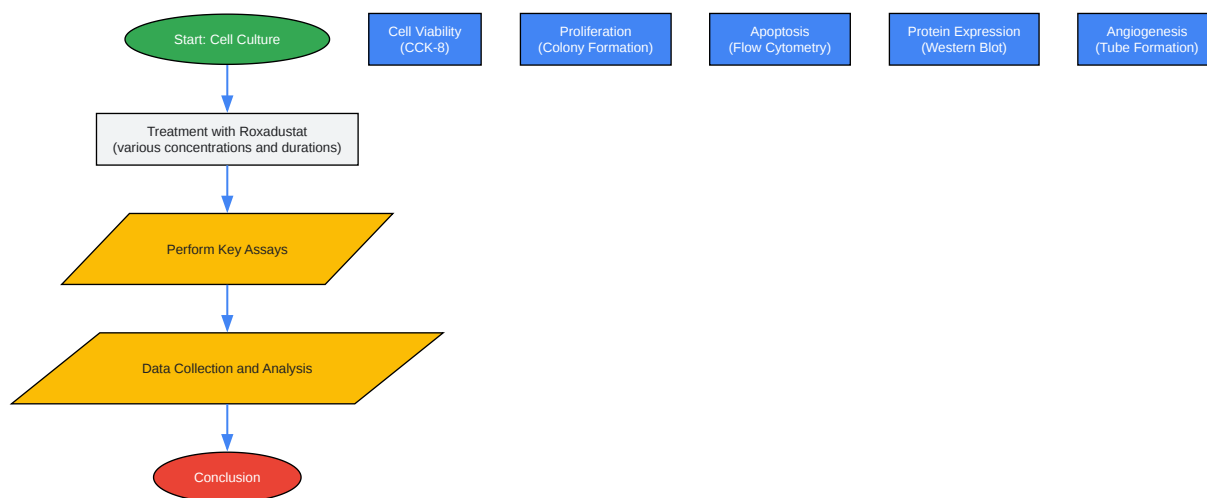 Start: Cell Culture
Cell Viability
(CCK-8)
Proliferation
(Colony Formation)
Apoptosis
(Flow Cytometry)
Protein Expression
(Western Blot)
Angiogenesis
(Tube Formation)
Treatment with Roxadustat
(various concentrations and durations)
Perform Key Assays
Data Collection and Analysis
Conclusion